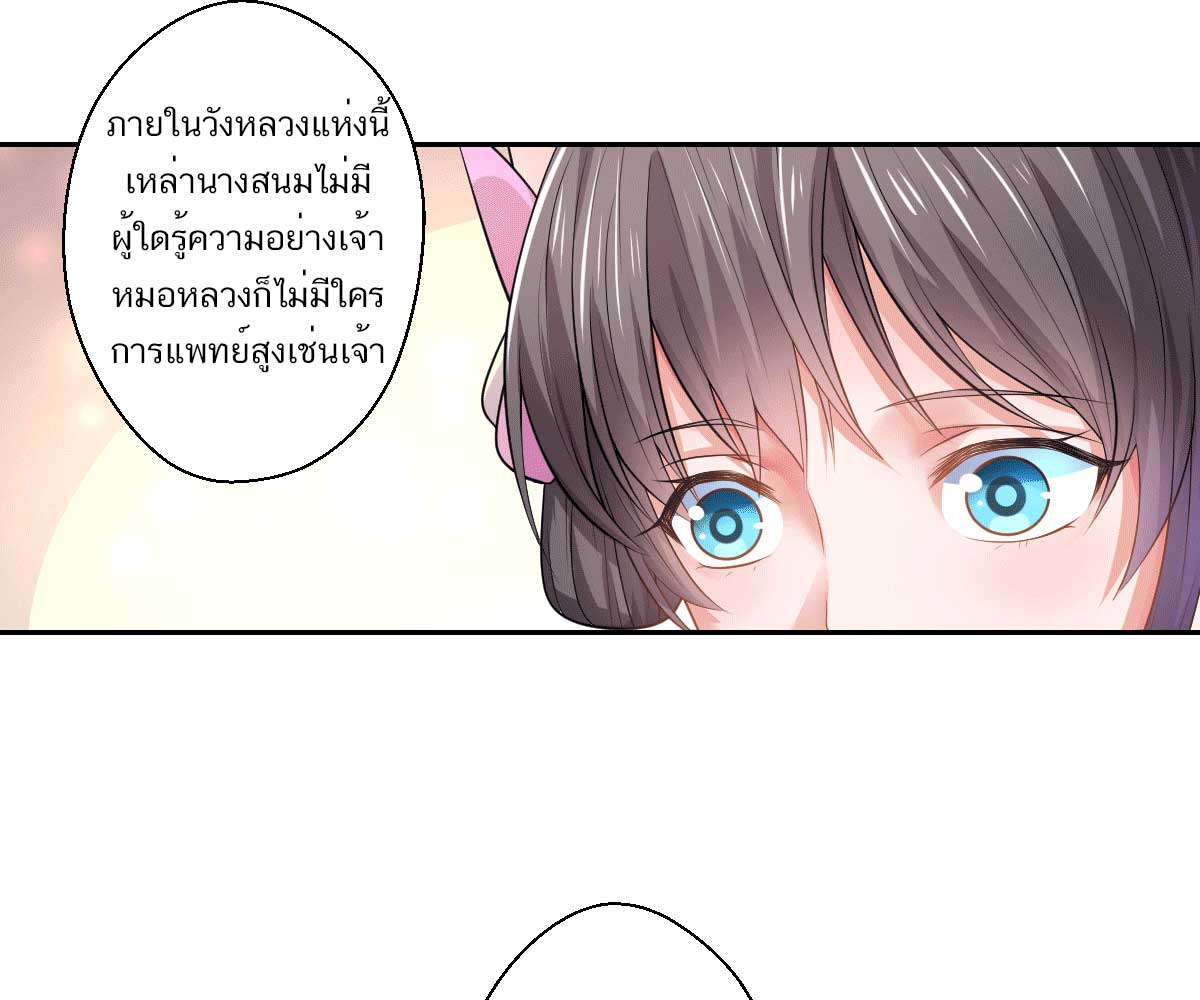 ภายในวังหลวงแห่งนี้
เหล่านางสนมไม่มี
ผู้ใดรู้ความอย่างเจ้า
หมอหลวงก็ไม่มีใคร
การแพทย์สูงเช่นเจ้า